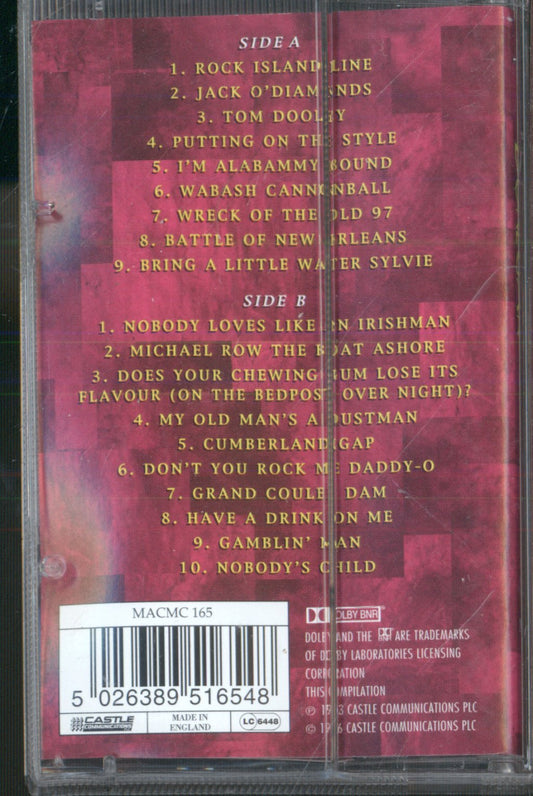 SIDE A
1. ROCK ISLAND LINE
2. JACK O'DIAMONDS
3. TOM DOOLEY
4. PUTTING ON THE STYLE
5. I'M ALABAMMY BOUND
6. WABASH CANNONBALL
7. WRECK OF THE OLD 97
8. BATTLE OF NEW ORLEANS
9. BRING A LITTLE WATER SYLVIE
SIDE B
1. NOBODY LOVES LIKE AN IRISHMAN
2. MICHAEL ROW THE BOAT ASHORE
3. DOES YOUR CHEWING GUM LOSE ITS
FLAVOUR (ON THE BEDPOST OVER NIGHT)?
4. MY OLD MAN'S A DUSTMAN
5. CUMBERLAND GAP
6. DON'T YOU ROCK ME DADDY-O
7. GRAND COULEE DAM
8. HAVE A DRINK ON ME
9. GAMBLIN' MAN
10. NOBODY'S CHILD
MACMC 165
5 026389 516548
CASTLE
COMMUNICATIONS
MADE IN
ENGLAND
LC 6448
DOLBY BNR
DOLBY AND THE ARE TRADEMARKS
OF DOLBY LABORATORIES LICENSING
CORPORATION
THIS COMPILATION
℗ 1993 CASTLE COMMUNICATIONS PLC
© 1996 CASTLE COMMUNICATIONS PLC